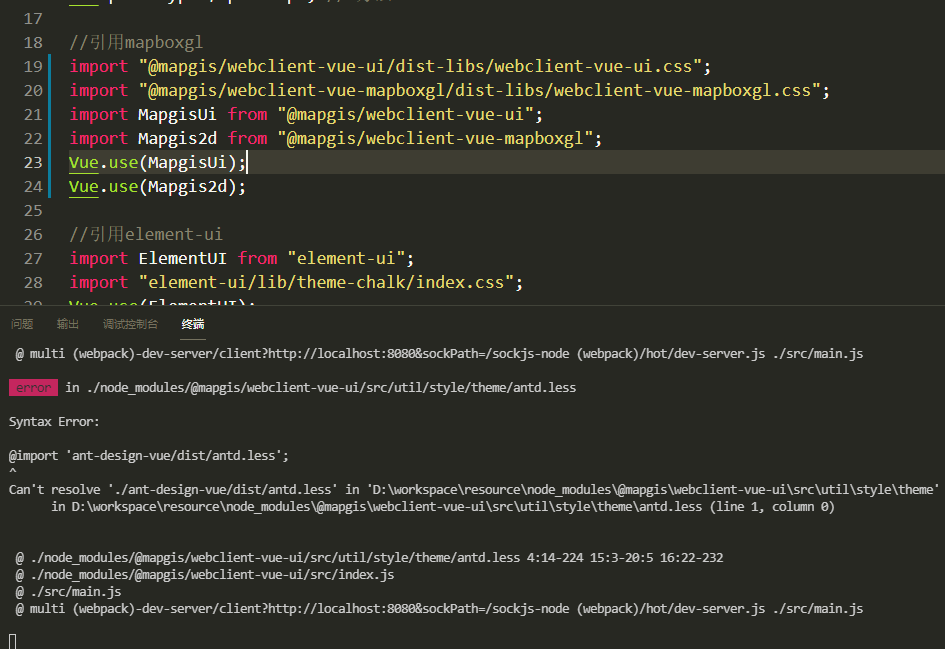 17
18 //引用mapboxgl
19 import "@mapgis/webclient-vue-ui/dist-libs/webclient-vue-ui.css";
20 import "@mapgis/webclient-vue-mapboxgl/dist-libs/webclient-vue-mapboxgl.css";
21 import MapgisUi from "@mapgis/webclient-vue-ui";
22 import Mapgis2d from "@mapgis/webclient-vue-mapboxgl";
23 Vue.use(MapgisUi);
24 Vue.use(Mapgis2d);
25
26 //引用element-ui
27 import ElementUI from "element-ui";
28 import "element-ui/lib/theme-chalk/index.css";
29 Vue.use(ElementUI);
问题 输出 调试控制台 终端
@ multi (webpack)-dev-server/client?http://localhost:8080&sockPath=/sockjs-node (webpack)/hot/dev-server.js ./src/main.js
error in ./node_modules/@mapgis/webclient-vue-ui/src/util/style/theme/antd.less
Syntax Error:
@import 'ant-design-vue/dist/antd.less';
^
Can't resolve './ant-design-vue/dist/antd.less' in 'D:\workspace\resource\node_modules\@mapgis\webclient-vue-ui\src\util\style\theme'
in D:\workspace\resource\node_modules\@mapgis\webclient-vue-ui\src\util\style\theme\antd.less (line 1, column 0)
@ ./node_modules/@mapgis/webclient-vue-ui/src/util/style/theme/antd.less 4:14-224 15:3-20:5 16:22-232
@ ./node_modules/@mapgis/webclient-vue-ui/src/index.js
@ ./src/main.js
@ multi (webpack)-dev-server/client?http://localhost:8080&sockPath=/sockjs-node (webpack)/hot/dev-server.js ./src/main.js